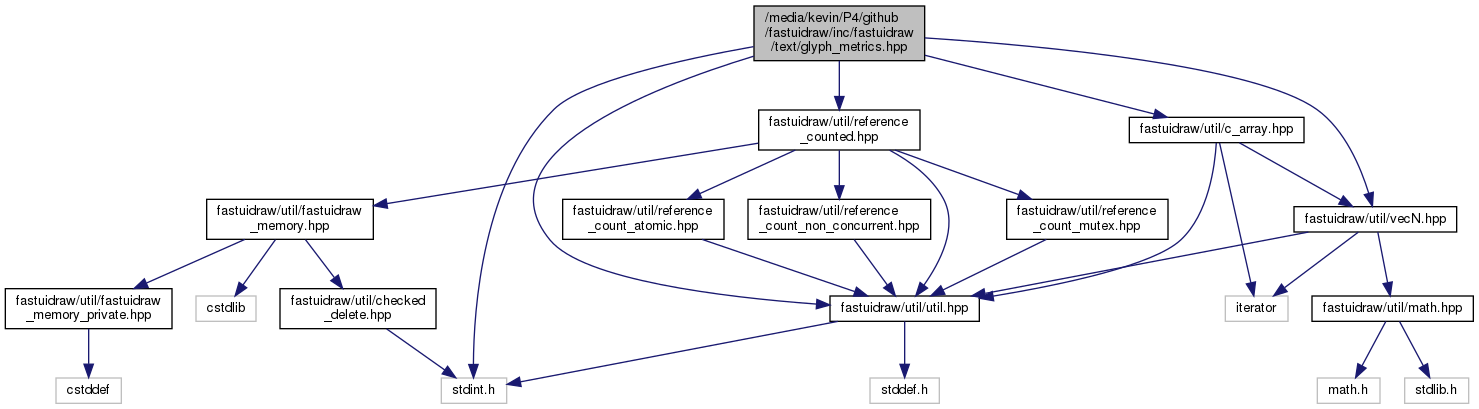 /media/kevin/P4/github
/fastuidraw/inc/fastuidraw
/text/glyph_metrics.hpp
fastuidraw/util/reference
_counted.hpp
fastuidraw/util/c_array.hpp
fastuidraw/util/fastuidraw
_memory.hpp
fastuidraw/util/reference
_count_atomic.hpp
fastuidraw/util/reference
_count_non_concurrent.hpp
fastuidraw/util/reference
_count_mutex.hpp
fastuidraw/util/vecN.hpp
fastuidraw/util/fastuidraw
_memory_private.hpp
cstdlib
fastuidraw/util/checked
_delete.hpp
fastuidraw/util/util.hpp
iterator
fastuidraw/util/math.hpp
cstddef
stdint.h
stddef.h
math.h
stdlib.h